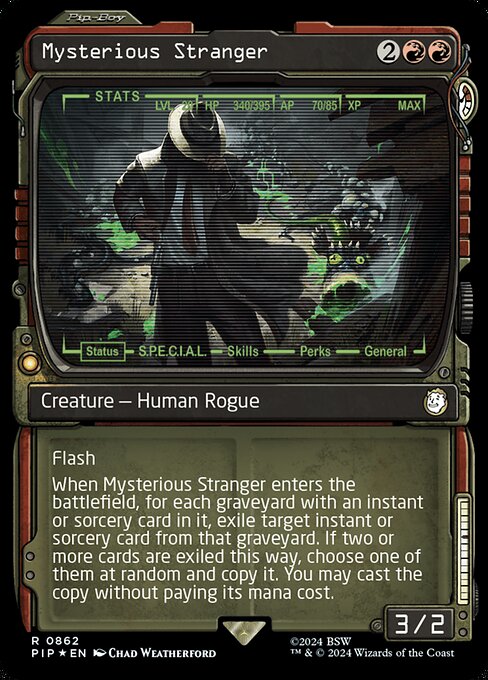 Pip-Boy
Mysterious Stranger 2
STATS
LVL HP 340/395 AP 70/85 XP MAX
Status S.P.E.C.I.A.L. Skills Perks General
Creature — Human Rogue
Flash
When Mysterious Stranger enters the
battlefield, for each graveyard with an instant
or sorcery card in it, exile target instant or
sorcery card from that graveyard. If two or
more cards are exiled this way, choose one of
them at random and copy it. You may cast the
copy without paying its mana cost.
3/2
R 0862
PIP★EN Chad Weatherford
©2024 BSW
™ & © 2024 Wizards of the Coast